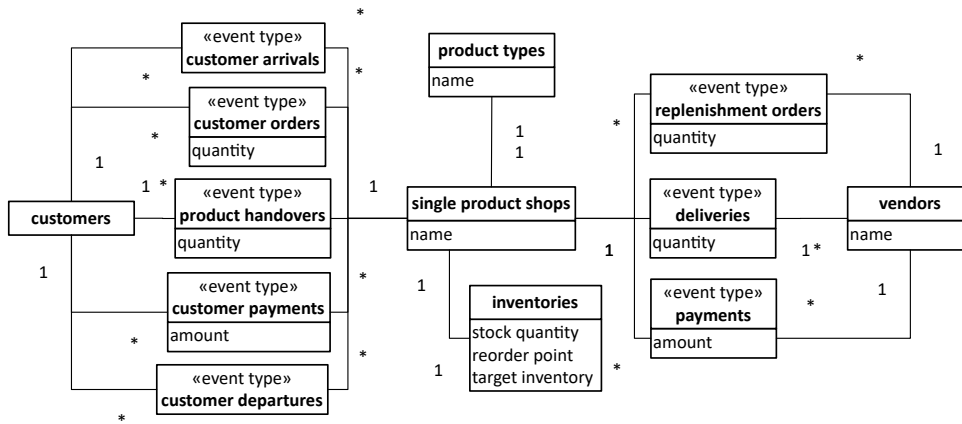 «event type»
customer arrivals
*
*
*
«event type»
customer orders
quantity
*
1
1 *
«event type»
product handovers
quantity
customers
1
«event type»
customer payments
amount
*
*
«event type»
customer departures
*
*
product types
name
1
1
1
single product shops
name
1
1
inventories
stock quantity
reorder point
target inventory
*
«event type»
replenishment orders
quantity
*
*
1
«event type»
deliveries
quantity
1
1 *
vendors
name
1
«event type»
payments
amount
*